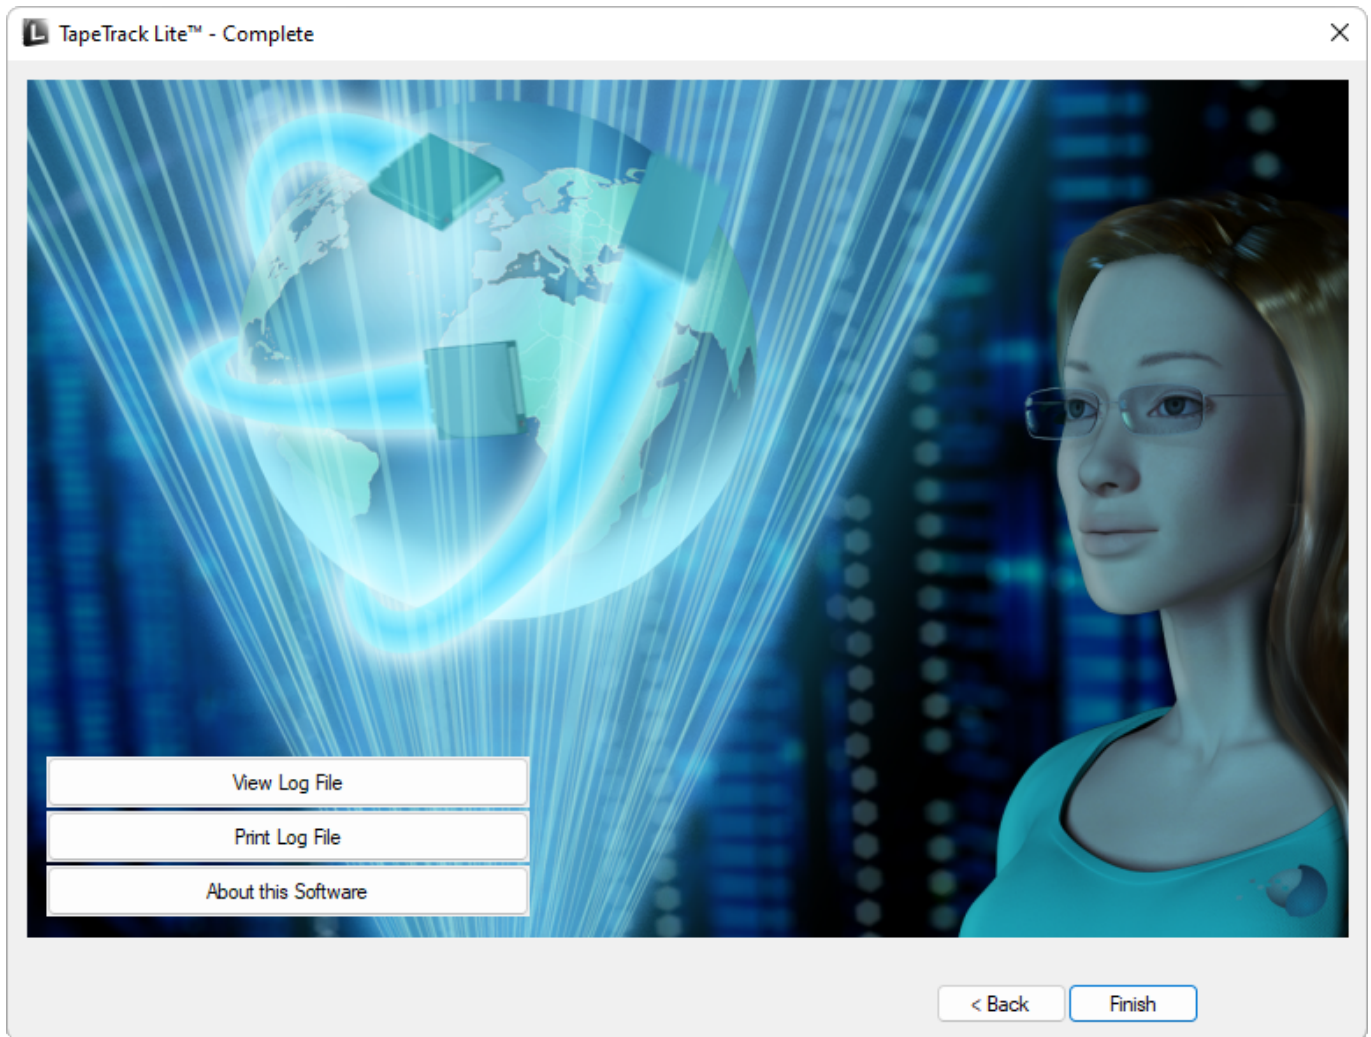 TapeTrack Lite™ - Complete
View Log File
Print Log File
About this Software
< Back
Finish